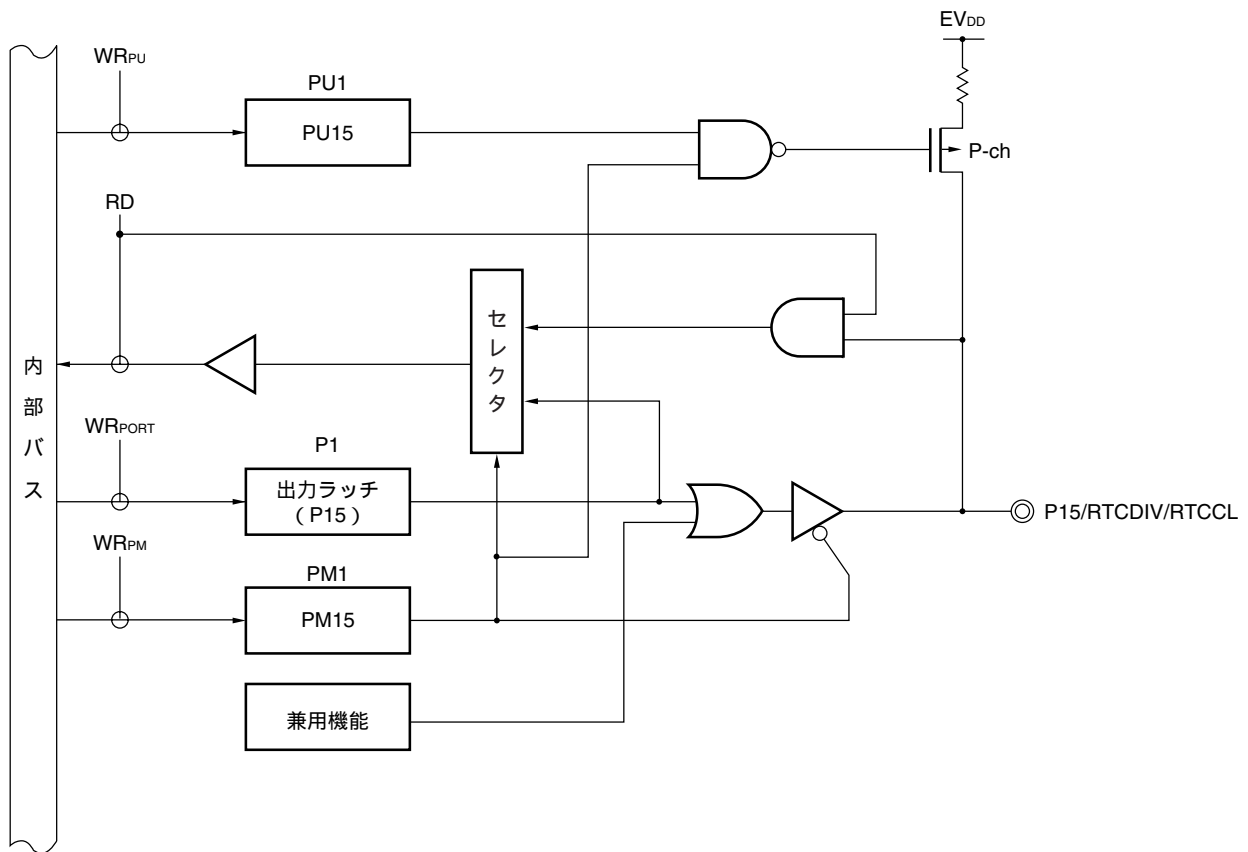 EVDD
WRPU
PU1
PU15
P-ch
RD
セレクタ
内部バス
WRPORT
P1
出力ラッチ
(P15)
P15/RTCDIV/RTCCL
WRPM
PM1
PM15
兼用機能